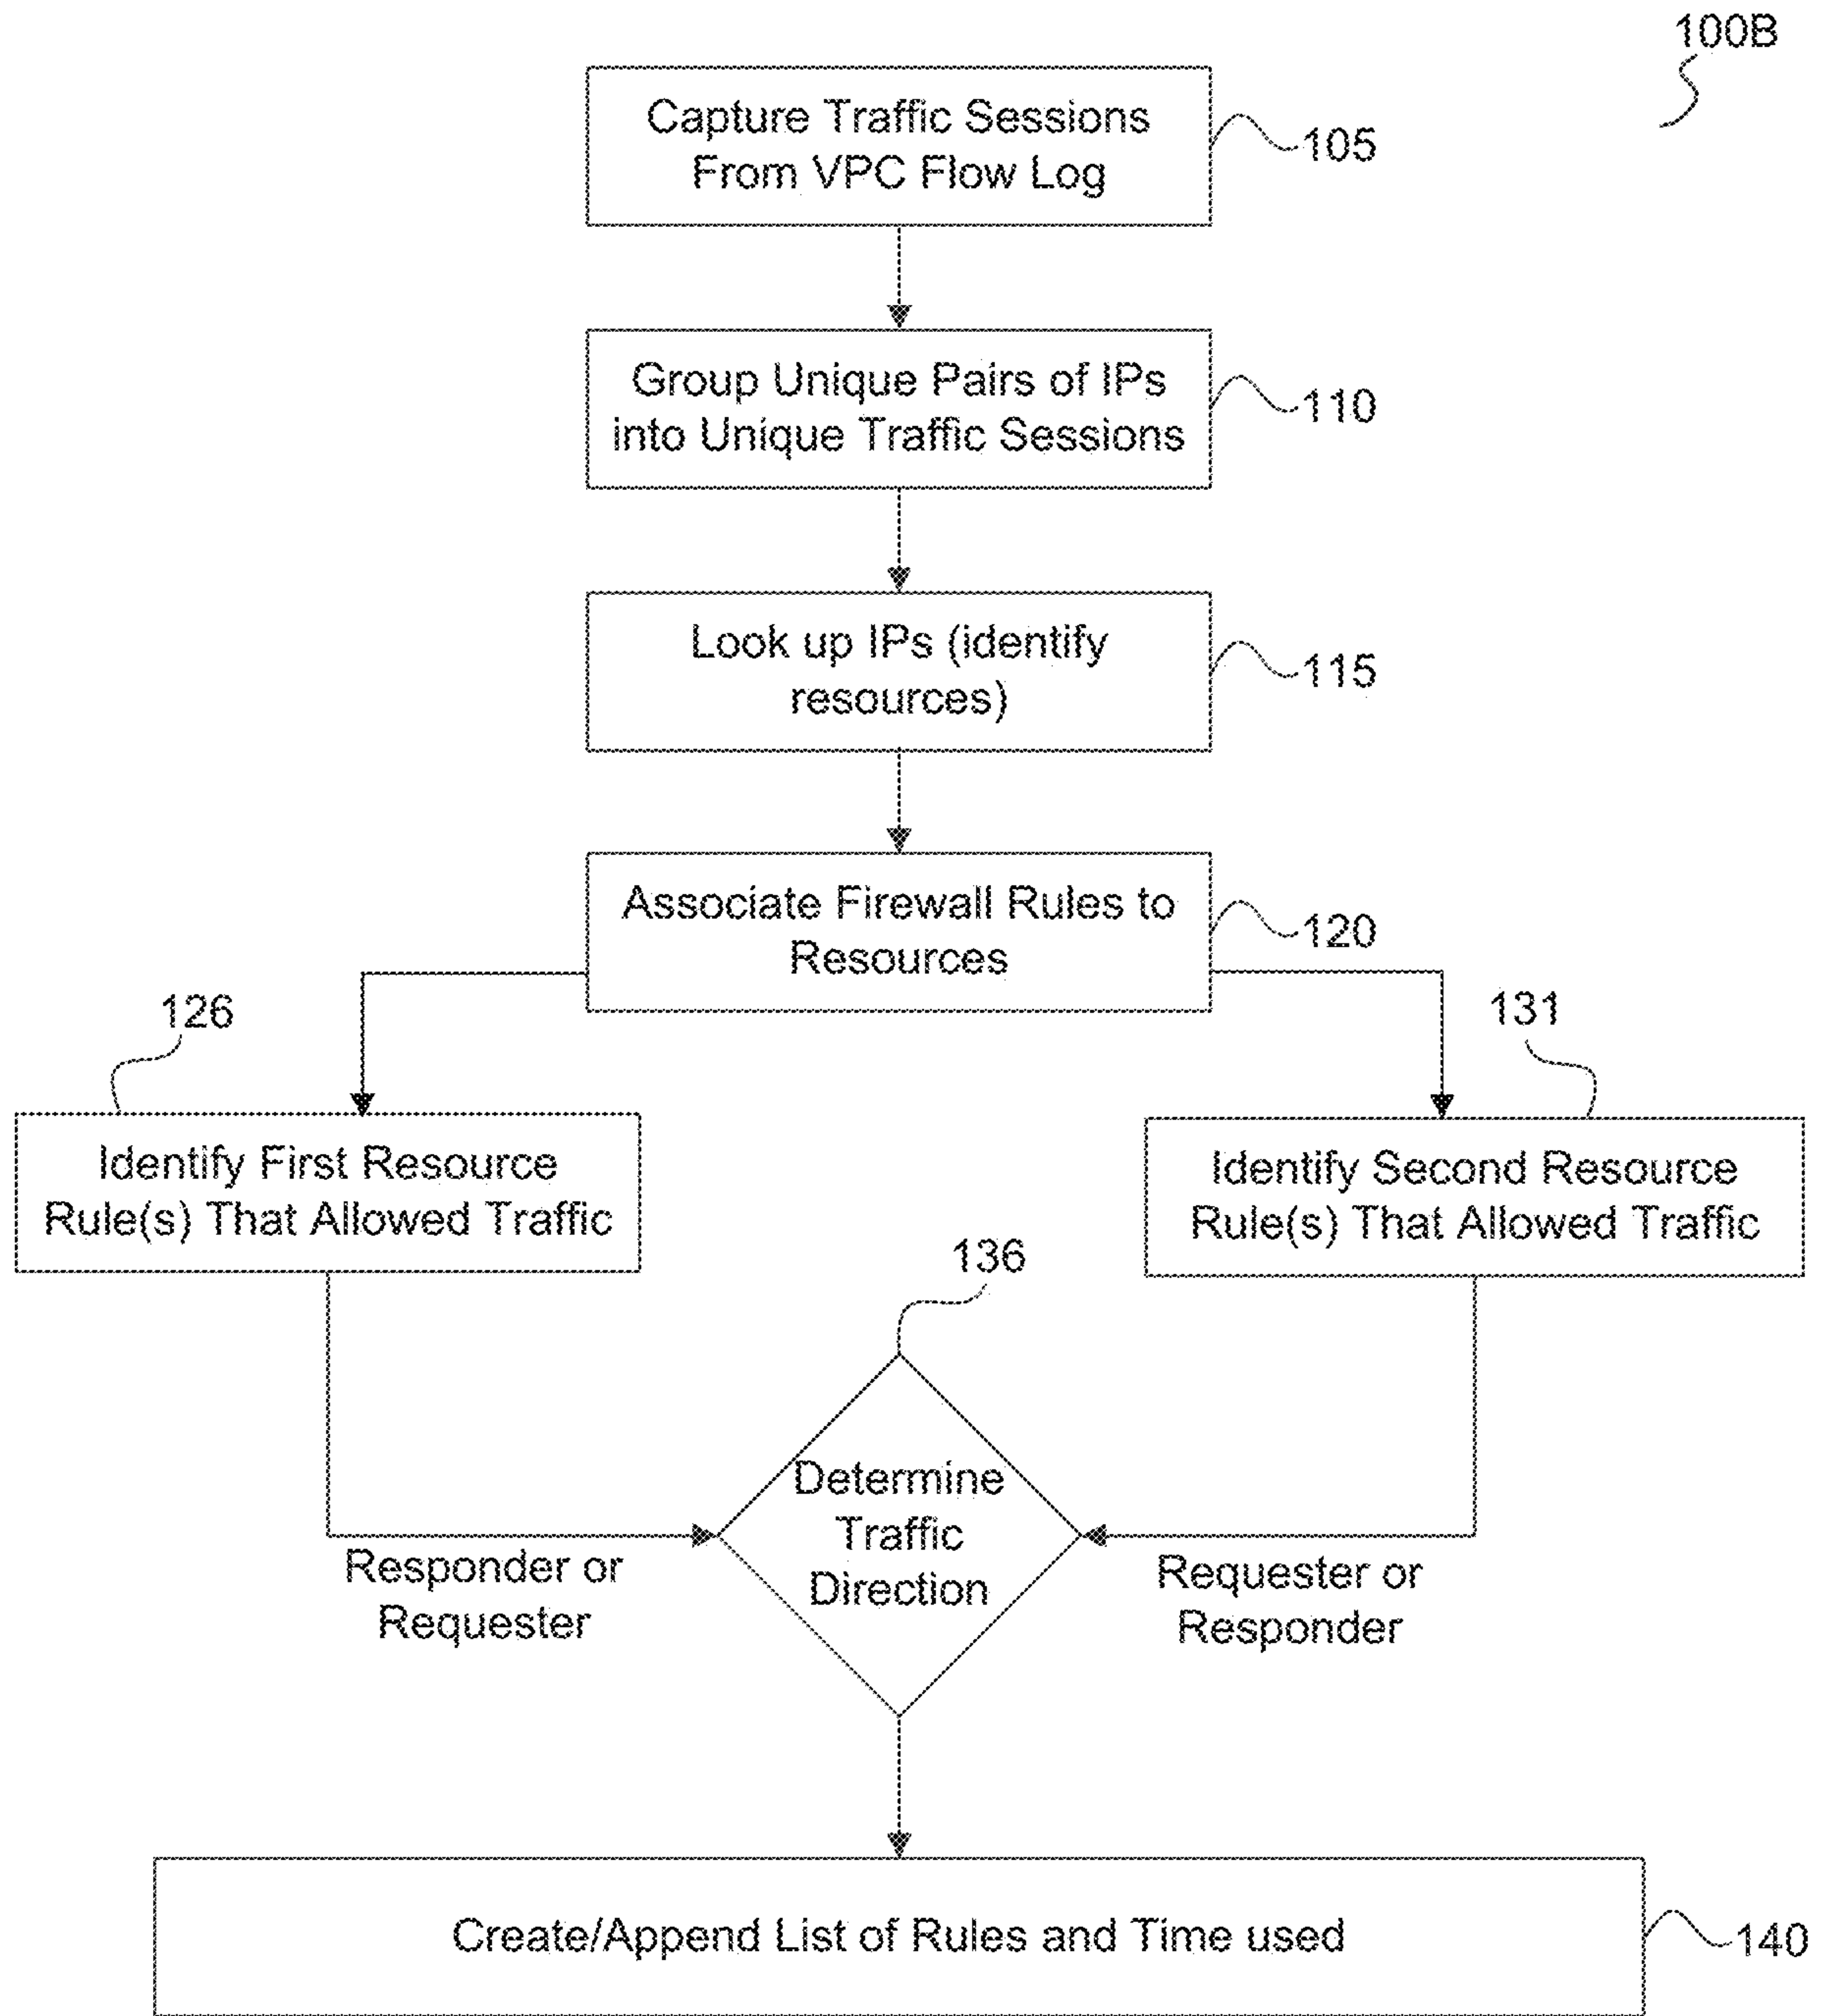 100B
Capture Traffic Sessions
From VPC Flow Log
105
Group Unique Pairs of IPs
into Unique Traffic Sessions
110
Look up IPs (identify
resources)
115
Associate Firewall Rules to
Resources
120
126
131
Identify First Resource
Rule(s) That Allowed Traffic
Identify Second Resource
Rule(s) That Allowed Traffic
136
Determine
Traffic
Direction
Responder or
Requester
Requester or
Responder
Create/Append List of Rules and Time used
140